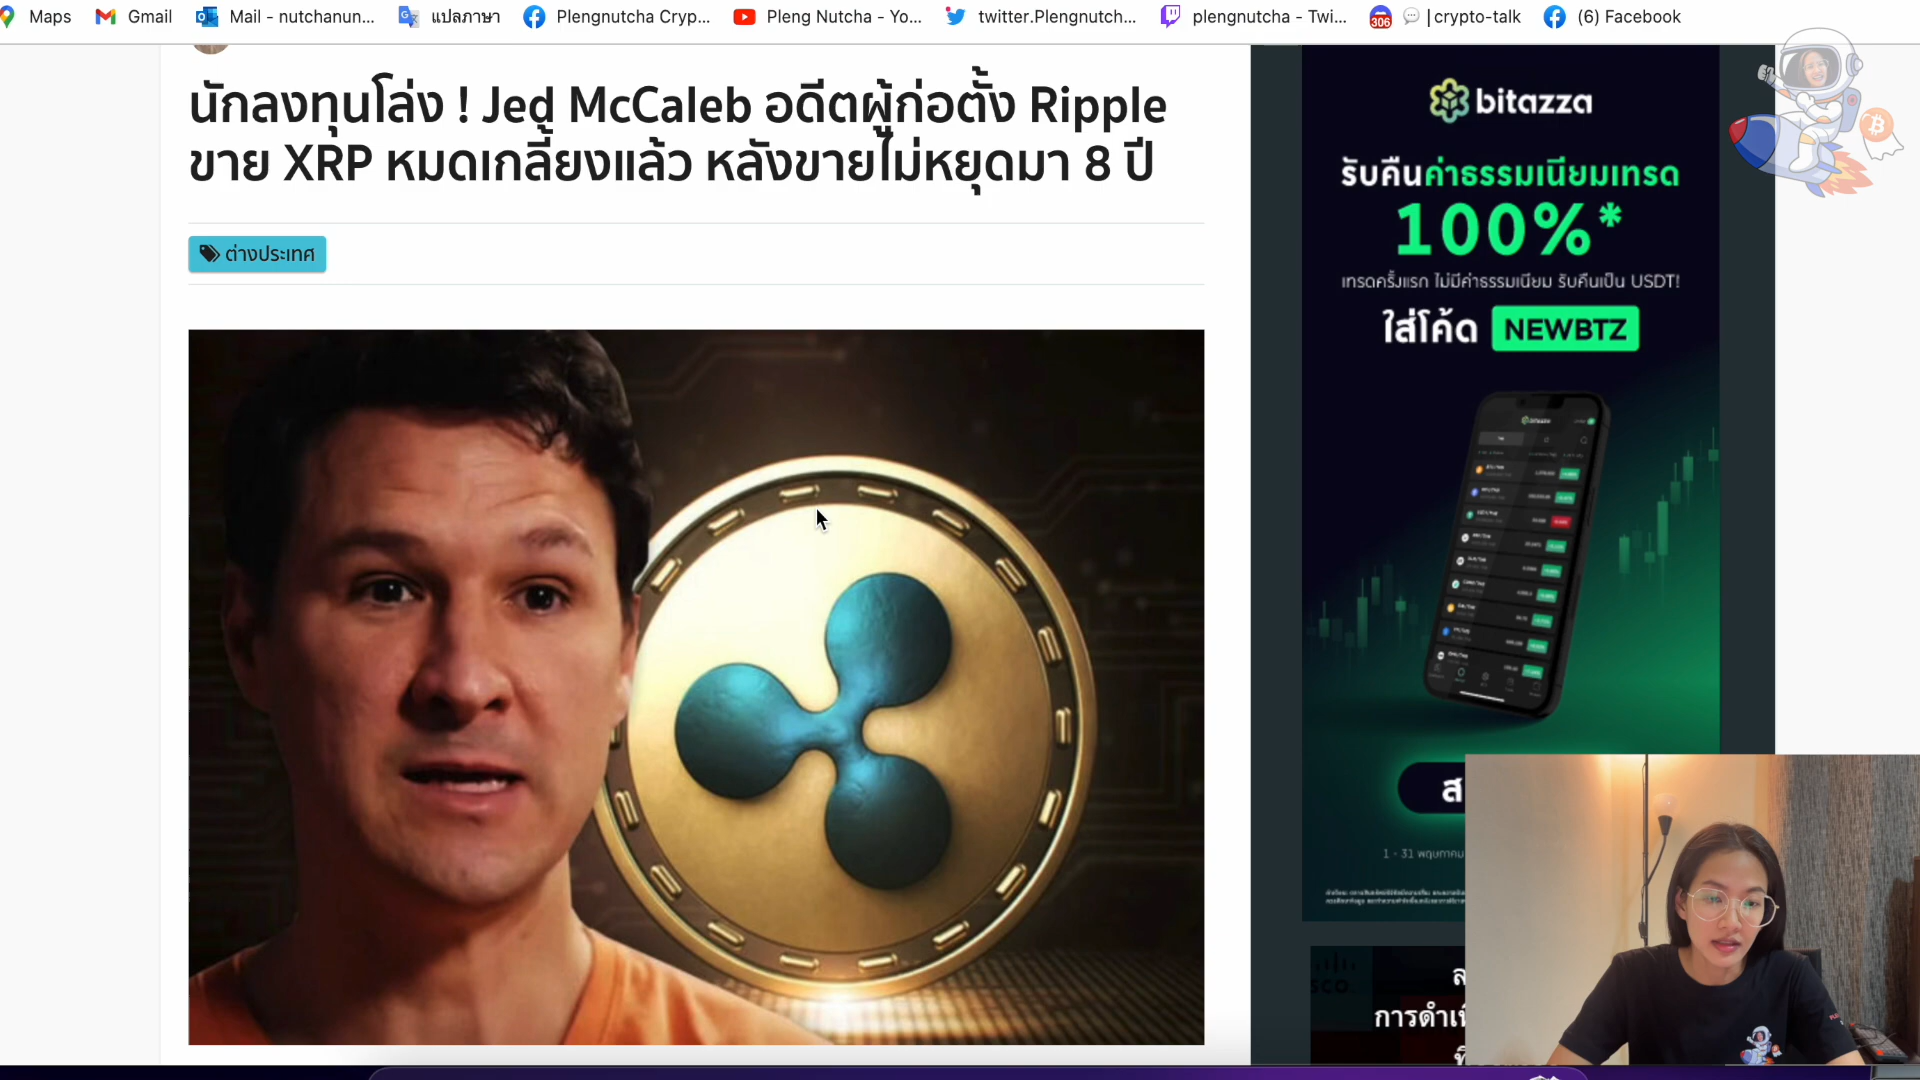 Maps
Gmail
Mail - nutchanun...
แปลภาษา
Plengnutcha Cryp...
Pleng Nutcha - Yo...
twitter.Plengnutch...
plengnutcha - Twi...
306
| crypto-talk
(6) Facebook
นักลงทุนโล่ง ! Jed McCaleb อดีตผู้ก่อตั้ง Ripple
ขาย XRP หมดเกลี้ยงแล้ว หลังขายไม่หยุดมา 8 ปี
ต่างประเทศ
bitazza
รับคืนค่าธรรมเนียมเทรด
100%*
เทรดครั้งแรก ไม่มีค่าธรรมเนียม รับคืนเป็น USDT!
ใส่โค้ด NEWBTZ
ส
1 - 31 พฤษภาคม
ล
การดำเนิ
ที